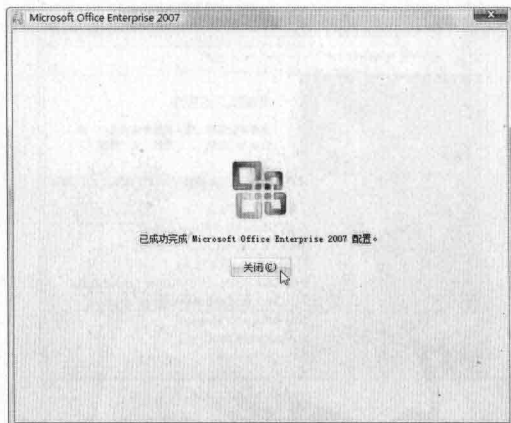 Microsoft Office Enterprise 2007
已成功完成 Microsoft Office Enterprise 2007 配置。
关闭(C)